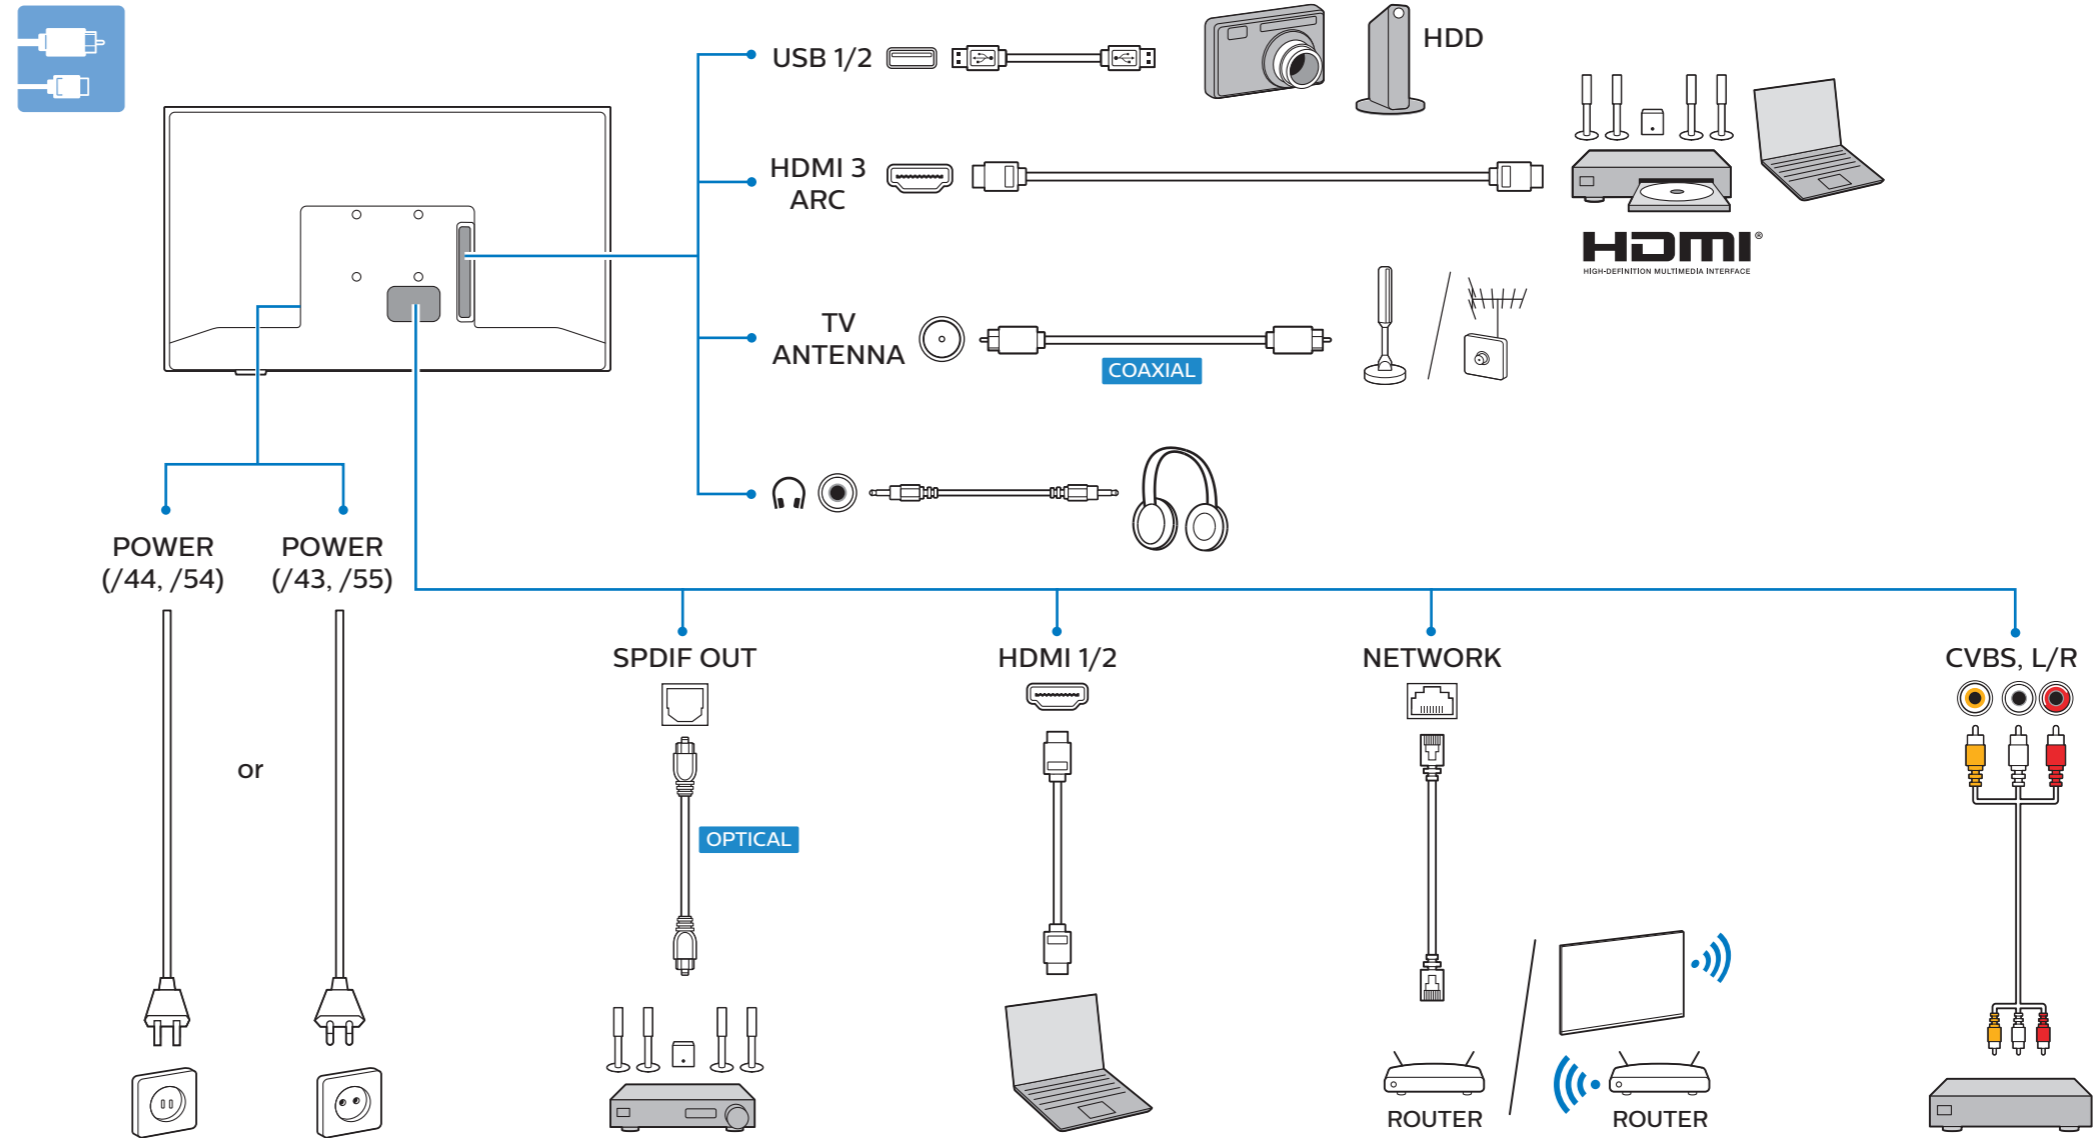 USB 1/2
HDD
HDMI 3
ARC
HDMI®
HIGH-DEFINITION MULTIMEDIA INTERFACE
TV
ANTENNA
COAXIAL
POWER
(/44, /54)
POWER
(/43, /55)
or
SPDIF OUT
OPTICAL
HDMI 1/2
NETWORK
ROUTER
ROUTER
CVBS, L/R